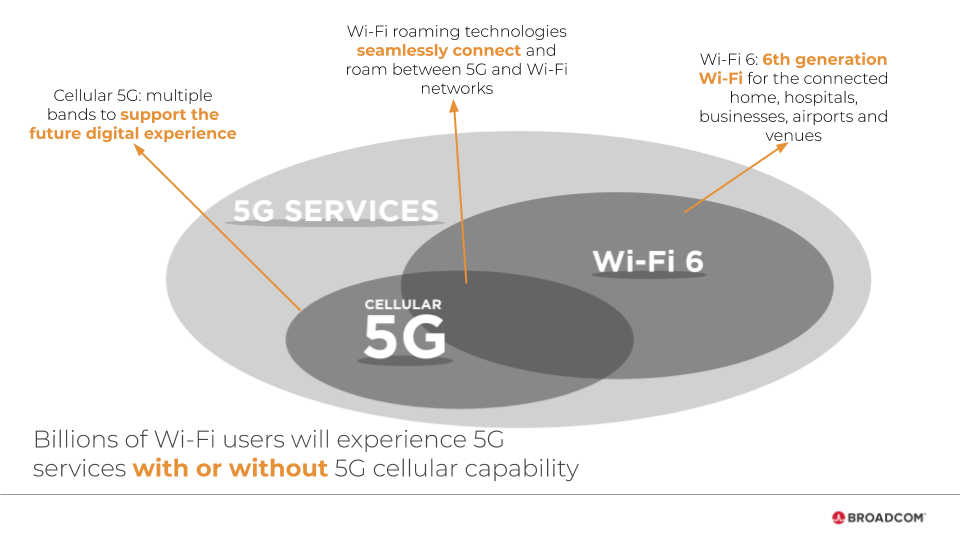 Wi-Fi roaming technologies
seamlessly connect and
roam between 5G and Wi-Fi
networks
Wi-Fi 6: 6th generation
Wi-Fi for the connected
home, hospitals,
businesses, airports and
venues
Cellular 5G: multiple
bands to support the
future digital experience
5G SERVICES
Wi-Fi 6
CELLULAR
5G
Billions of Wi-Fi users will experience 5G
services with or without 5G cellular capability
BROADCOM